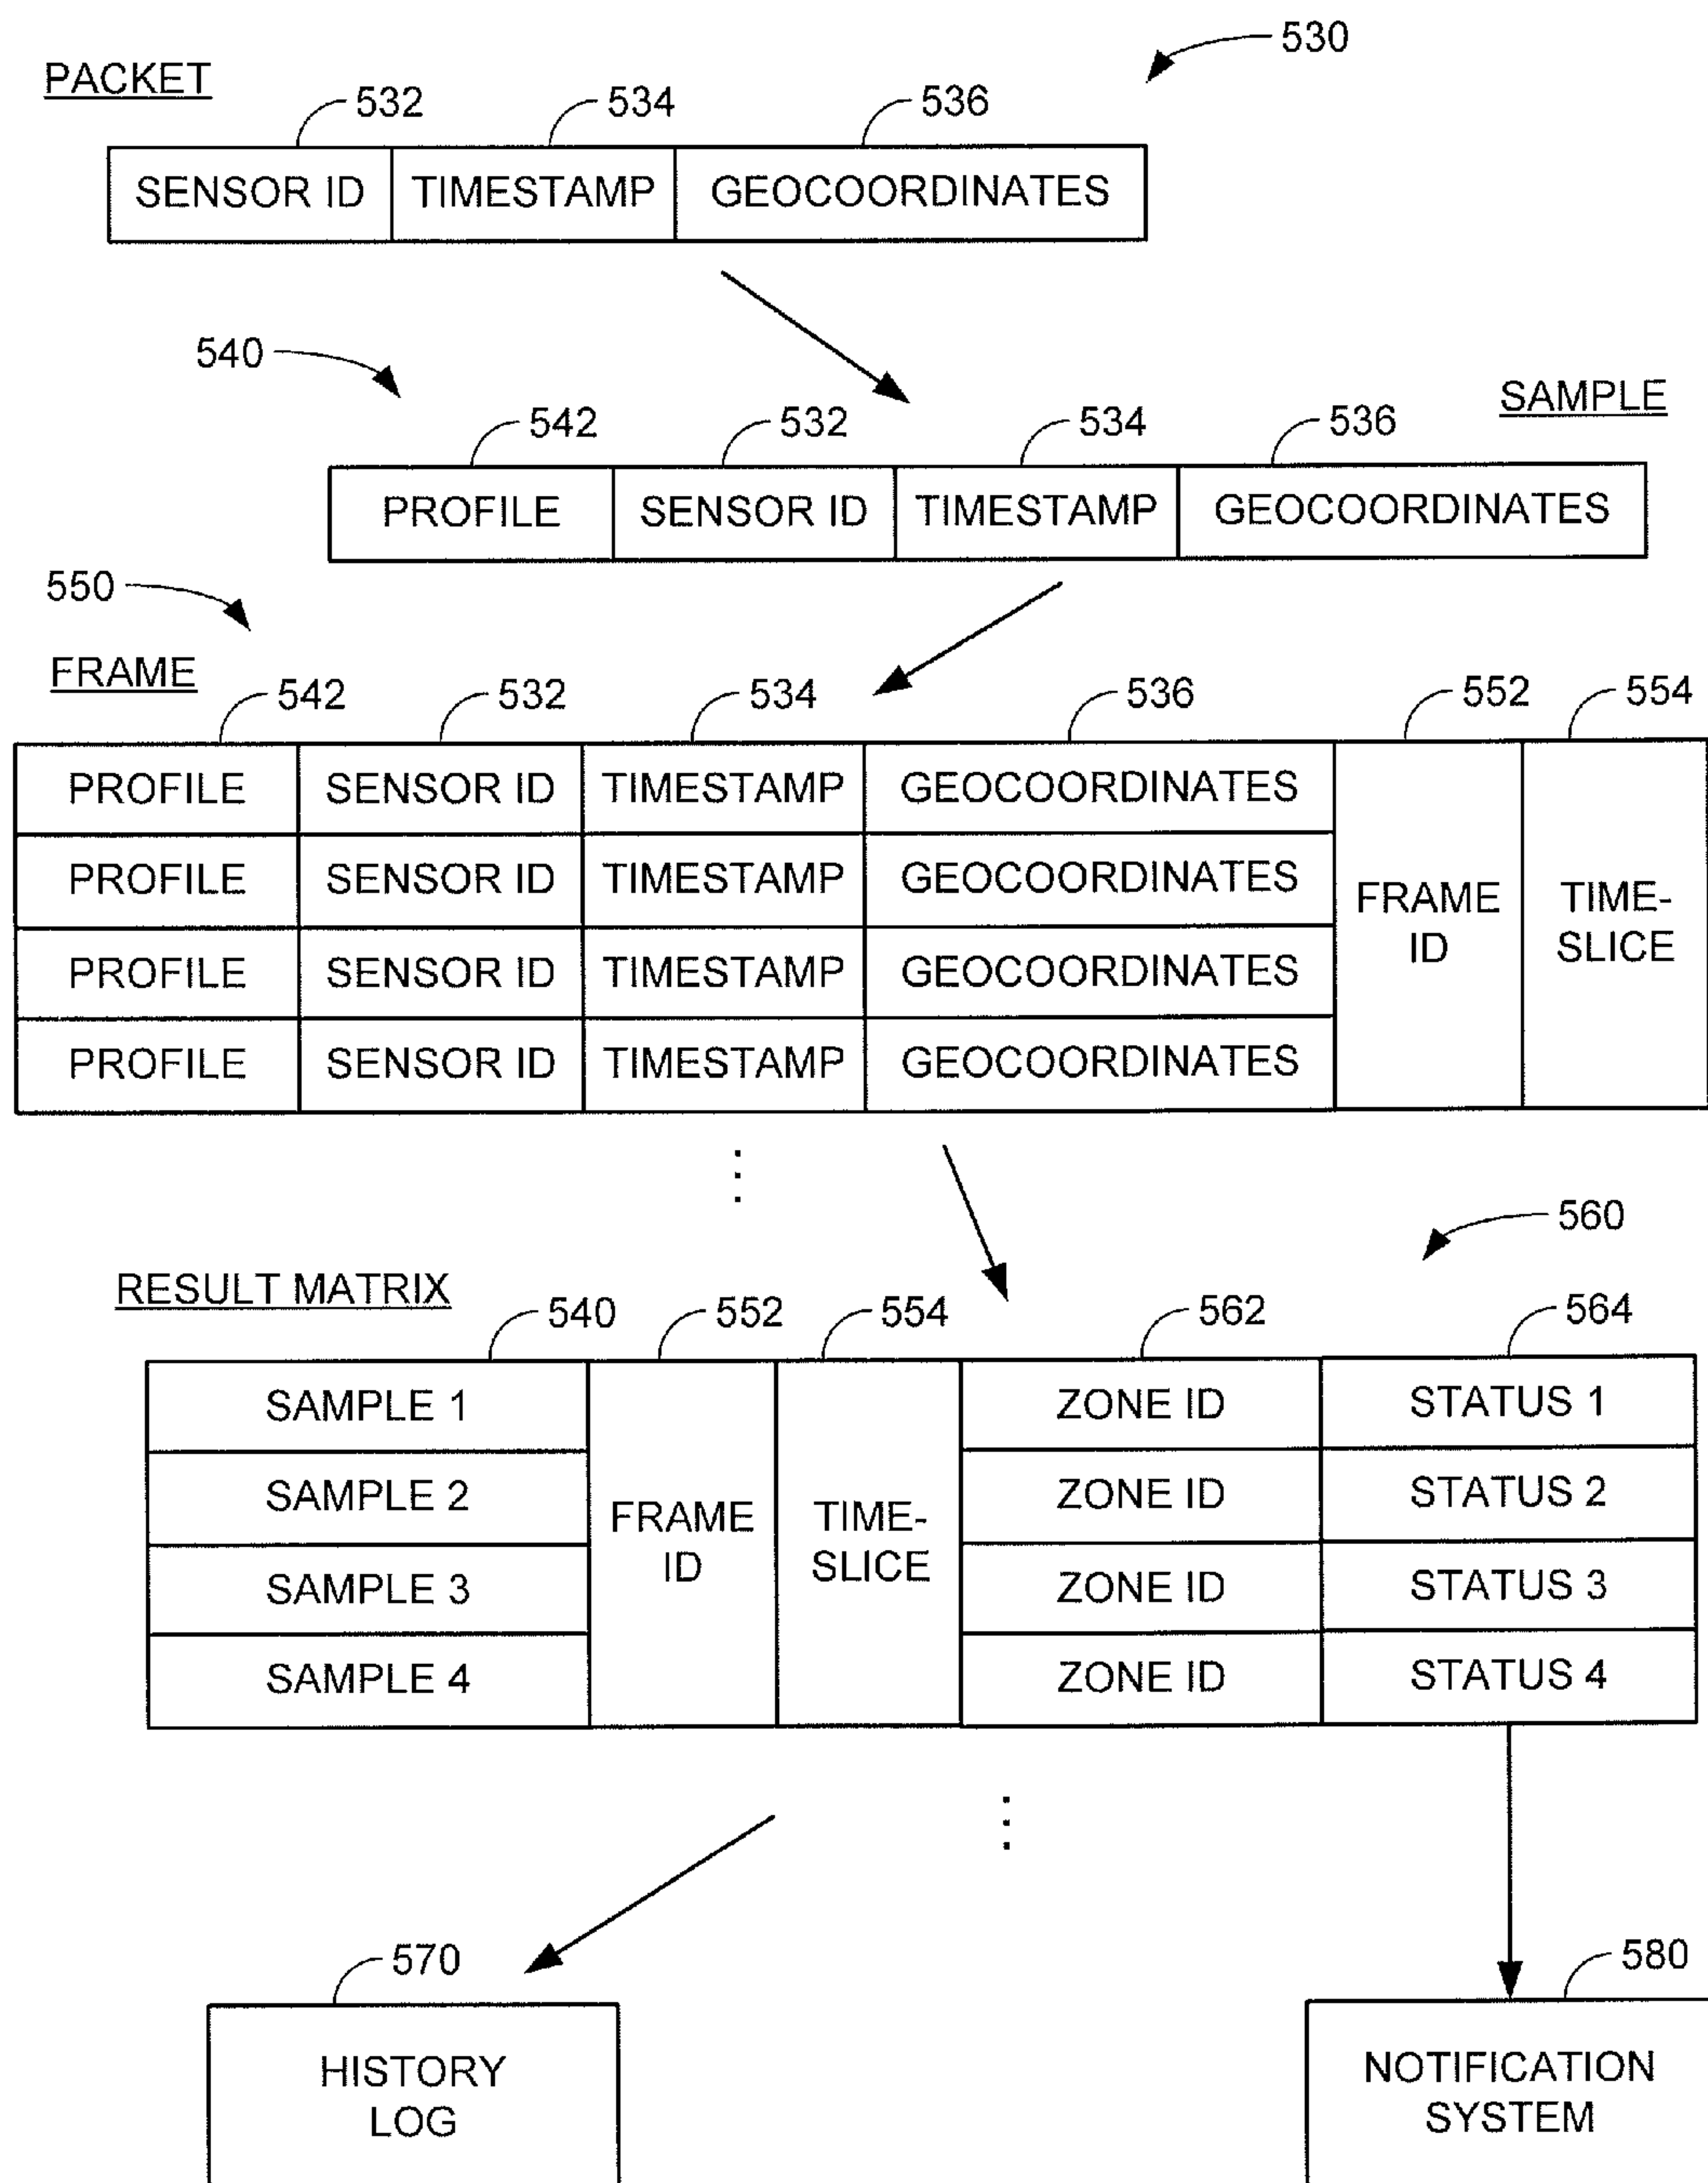 530
PACKET
532 534 536
SENSOR ID TIMESTAMP GEOCOORDINATES
540
SAMPLE
542 532 534 536
PROFILE SENSOR ID TIMESTAMP GEOCOORDINATES
550
FRAME
542 532 534 536 552 554
PROFILE SENSOR ID TIMESTAMP GEOCOORDINATES
PROFILE SENSOR ID TIMESTAMP GEOCOORDINATES
PROFILE SENSOR ID TIMESTAMP GEOCOORDINATES
PROFILE SENSOR ID TIMESTAMP GEOCOORDINATES
FRAME
ID
TIME-
SLICE
560
RESULT MATRIX
540 552 554 562 564
SAMPLE 1
SAMPLE 2
SAMPLE 3
SAMPLE 4
FRAME
ID
TIME-
SLICE
ZONE ID STATUS 1
ZONE ID STATUS 2
ZONE ID STATUS 3
ZONE ID STATUS 4
570
HISTORY
LOG
580
NOTIFICATION
SYSTEM